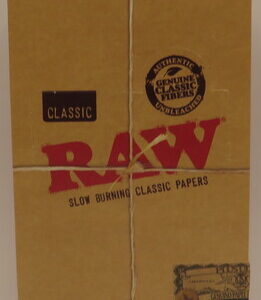 AUTHENTIC
GENUINE
CLASSIC
FIBERS
UNBLEACHED
CLASSIC
RAW®
SLOW BURNING CLASSIC PAPERS